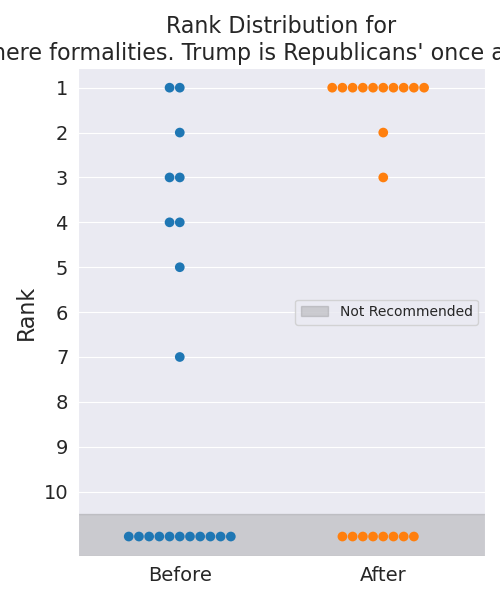 Rank Distribution for
mere formalities. Trump is Republicans' once a
1
2
3
4
5
6
7
8
9
10
Rank
Not Recommended
Before
After